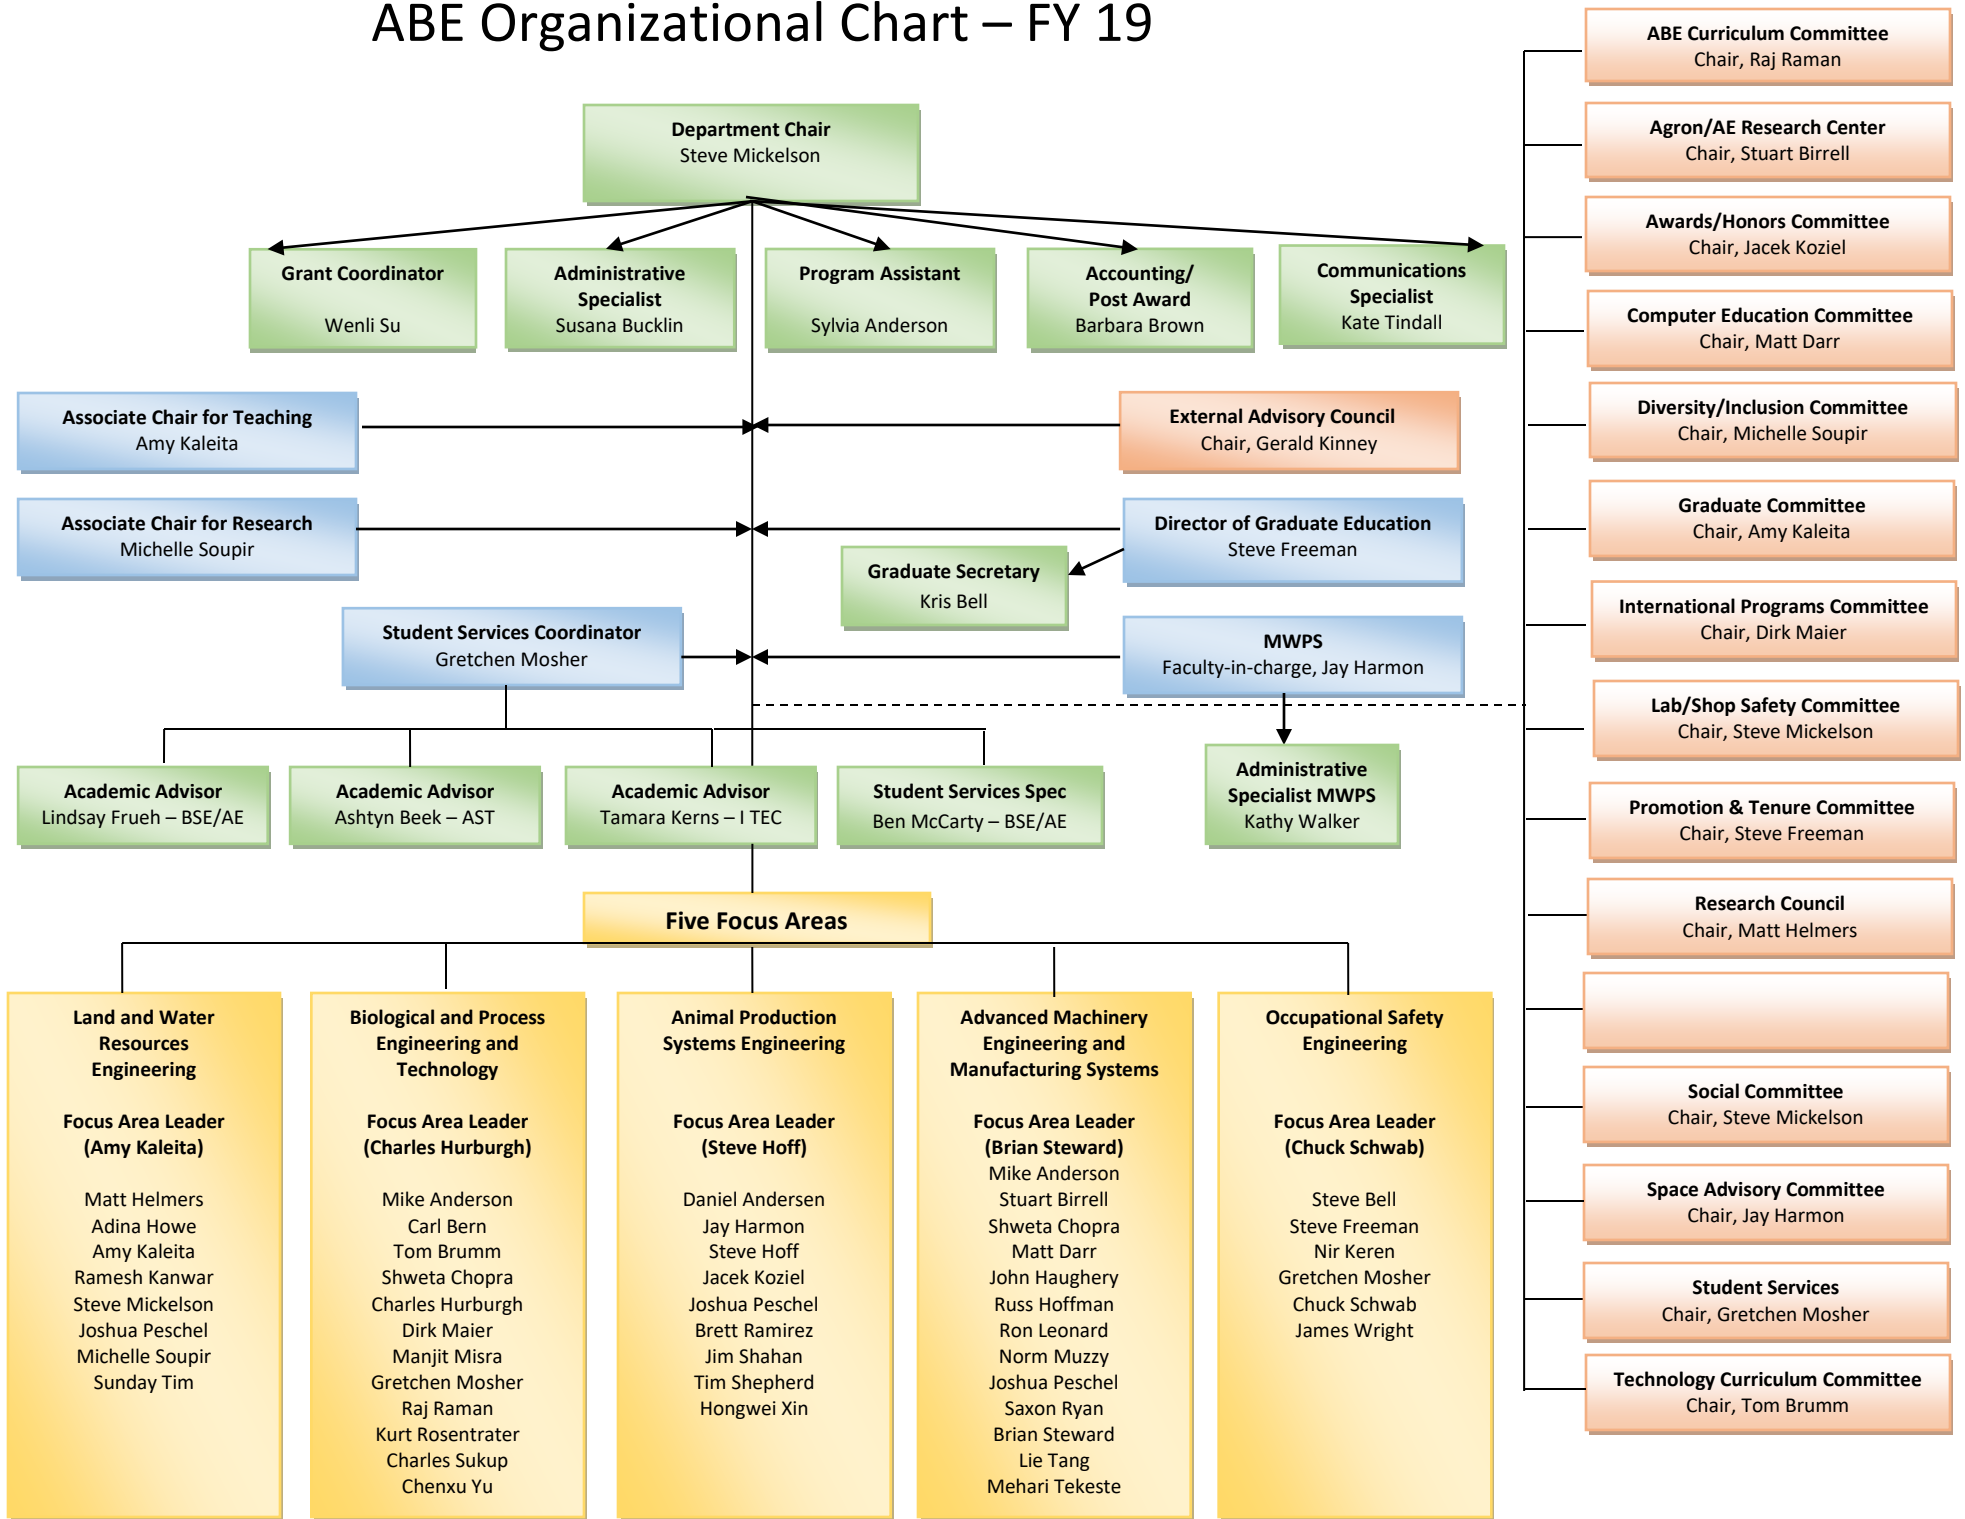 ABE Organizational Chart – FY 19
Department Chair
Steve Mickelson
Grant Coordinator
Wenli Su
Administrative
Specialist
Susana Bucklin
Program Assistant
Sylvia Anderson
Accounting/
Post Award
Barbara Brown
Communications
Specialist
Kate Tindall
Associate Chair for Teaching
Amy Kaleita
External Advisory Council
Chair, Gerald Kinney
Associate Chair for Research
Michelle Soupir
Director of Graduate Education
Steve Freeman
Graduate Secretary
Kris Bell
Student Services Coordinator
Gretchen Mosher
MWPS
Faculty-in-charge, Jay Harmon
Academic Advisor
Lindsay Frueh – BSE/AE
Academic Advisor
Ashtyn Beek – AST
Academic Advisor
Tamara Kerns – I TEC
Student Services Spec
Ben McCarty – BSE/AE
Administrative
Specialist MWPS
Kathy Walker
Five Focus Areas
Land and Water
Resources
Engineering
Focus Area Leader
(Amy Kaleita)
Matt Helmers
Adina Howe
Amy Kaleita
Ramesh Kanwar
Steve Mickelson
Joshua Peschel
Michelle Soupir
Sunday Tim
Biological and Process
Engineering and
Technology
Focus Area Leader
(Charles Hurburgh)
Mike Anderson
Carl Bern
Tom Brumm
Shweta Chopra
Charles Hurburgh
Dirk Maier
Manjit Misra
Gretchen Mosher
Raj Raman
Kurt Rosentrater
Charles Sukup
Chenxu Yu
Animal Production
Systems Engineering
Focus Area Leader
(Steve Hoff)
Daniel Andersen
Jay Harmon
Steve Hoff
Jacek Koziel
Joshua Peschel
Brett Ramirez
Jim Shahan
Tim Shepherd
Hongwei Xin
Advanced Machinery
Engineering and
Manufacturing Systems
Focus Area Leader
(Brian Steward)
Mike Anderson
Stuart Birrell
Shweta Chopra
Matt Darr
John Haughery
Russ Hoffman
Ron Leonard
Norm Muzzy
Joshua Peschel
Saxon Ryan
Brian Steward
Lie Tang
Mehari Tekeste
Occupational Safety
Engineering
Focus Area Leader
(Chuck Schwab)
Steve Bell
Steve Freeman
Nir Keren
Gretchen Mosher
Chuck Schwab
James Wright
ABE Curriculum Committee
Chair, Raj Raman
Agron/AE Research Center
Chair, Stuart Birrell
Awards/Honors Committee
Chair, Jacek Koziel
Computer Education Committee
Chair, Matt Darr
Diversity/Inclusion Committee
Chair, Michelle Soupir
Graduate Committee
Chair, Amy Kaleita
International Programs Committee
Chair, Dirk Maier
Lab/Shop Safety Committee
Chair, Steve Mickelson
Promotion & Tenure Committee
Chair, Steve Freeman
Research Council
Chair, Matt Helmers
Social Committee
Chair, Steve Mickelson
Space Advisory Committee
Chair, Jay Harmon
Student Services
Chair, Gretchen Mosher
Technology Curriculum Committee
Chair, Tom Brumm